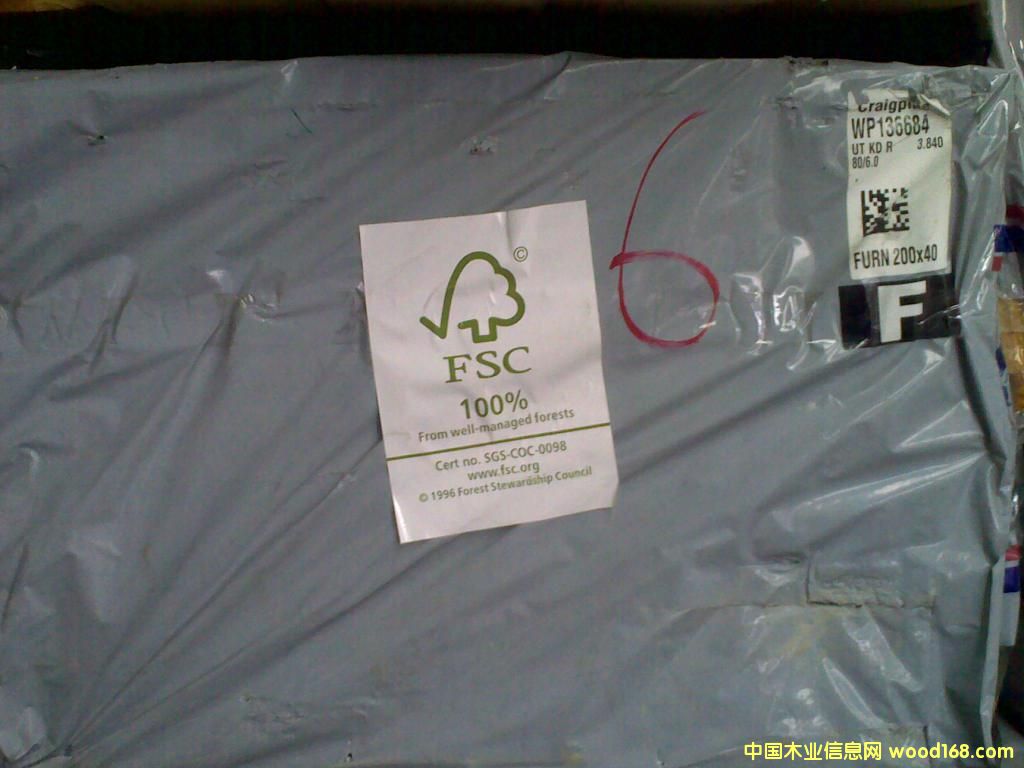 WP136684
UT KD R 3.840
80/6.0
FURN 200x40
F
6
©
FSC
100%
From well-managed forests
Cert no. SGS-COC-0098
www.fsc.org
© 1996 Forest Stewardship Council
中国木业信息网 wood168.com